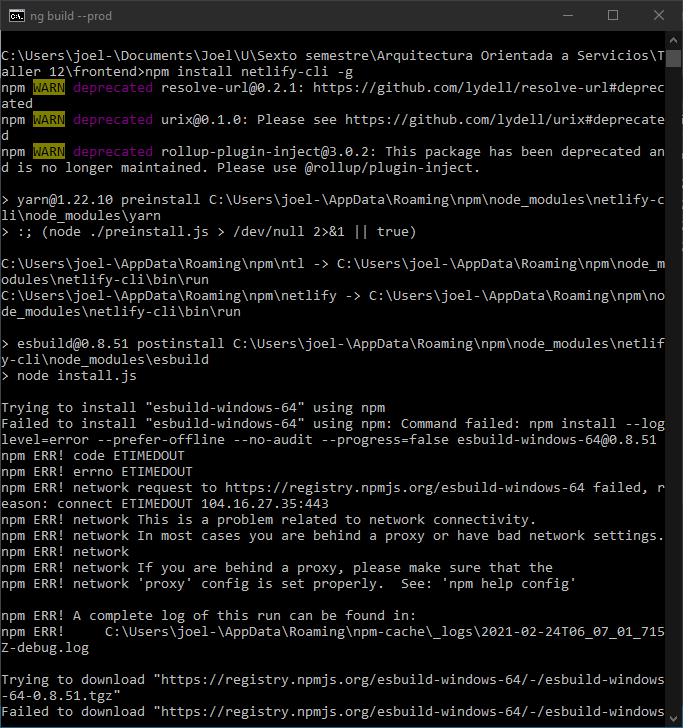 ng build --prod
C:\Users\joel-\Documents\Joel\U\Sexto semestre\Arquitectura Orientada a Servicios\T
aller 12\frontend>npm install netlify-cli -g
npm WARN deprecated resolve-url@0.2.1: https://github.com/lydell/resolve-url#deprec
ated
npm WARN deprecated urix@0.1.0: Please see https://github.com/lydell/urix#deprecate
d
npm WARN deprecated rollup-plugin-inject@3.0.2: This package has been deprecated an
d is no longer maintained. Please use @rollup/plugin-inject.
> yarn@1.22.10 preinstall C:\Users\joel-\AppData\Roaming\npm\node_modules\netlify-c
li\node_modules\yarn
> :; (node ./preinstall.js > /dev/null 2>&1 || true)
C:\Users\joel-\AppData\Roaming\npm\ntl -> C:\Users\joel-\AppData\Roaming\npm\node_m
odules\netlify-cli\bin\run
C:\Users\joel-\AppData\Roaming\npm\netlify -> C:\Users\joel-\AppData\Roaming\npm\no
de_modules\netlify-cli\bin\run
> esbuild@0.8.51 postinstall C:\Users\joel-\AppData\Roaming\npm\node_modules\netlif
y-cli\node_modules\esbuild
> node install.js
Trying to install "esbuild-windows-64" using npm
Failed to install "esbuild-windows-64" using npm: Command failed: npm install --log
level=error --prefer-offline --no-audit --progress=false esbuild-windows-64@0.8.51
npm ERR! code ETIMEDOUT
npm ERR! errno ETIMEDOUT
npm ERR! network request to https://registry.npmjs.org/esbuild-windows-64 failed, r
eason: connect ETIMEDOUT 104.16.27.35:443
npm ERR! network This is a problem related to network connectivity.
npm ERR! network In most cases you are behind a proxy or have bad network settings.
npm ERR! network
npm ERR! network If you are behind a proxy, please make sure that the
npm ERR! network 'proxy' config is set properly.  See: 'npm help config'
npm ERR! A complete log of this run can be found in:
npm ERR!     C:\Users\joel-\AppData\Roaming\npm-cache\_logs\2021-02-24T06_07_01_715
Z-debug.log
Trying to download "https://registry.npmjs.org/esbuild-windows-64/-/esbuild-windows
-64-0.8.51.tgz"
Failed to download "https://registry.npmjs.org/esbuild-windows-64/-/esbuild-windows